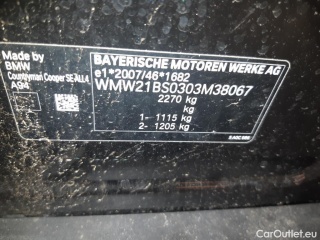 Made by
BMW
Countryman Cooper SE ALL4
BAYERISCHE MOTOREN WERKE AG
e1*2007/46*1682
WMW21BS0303M38067
2270 kg
kg
1- 1115 kg
2- 1205 kg
CarOutlet.eu